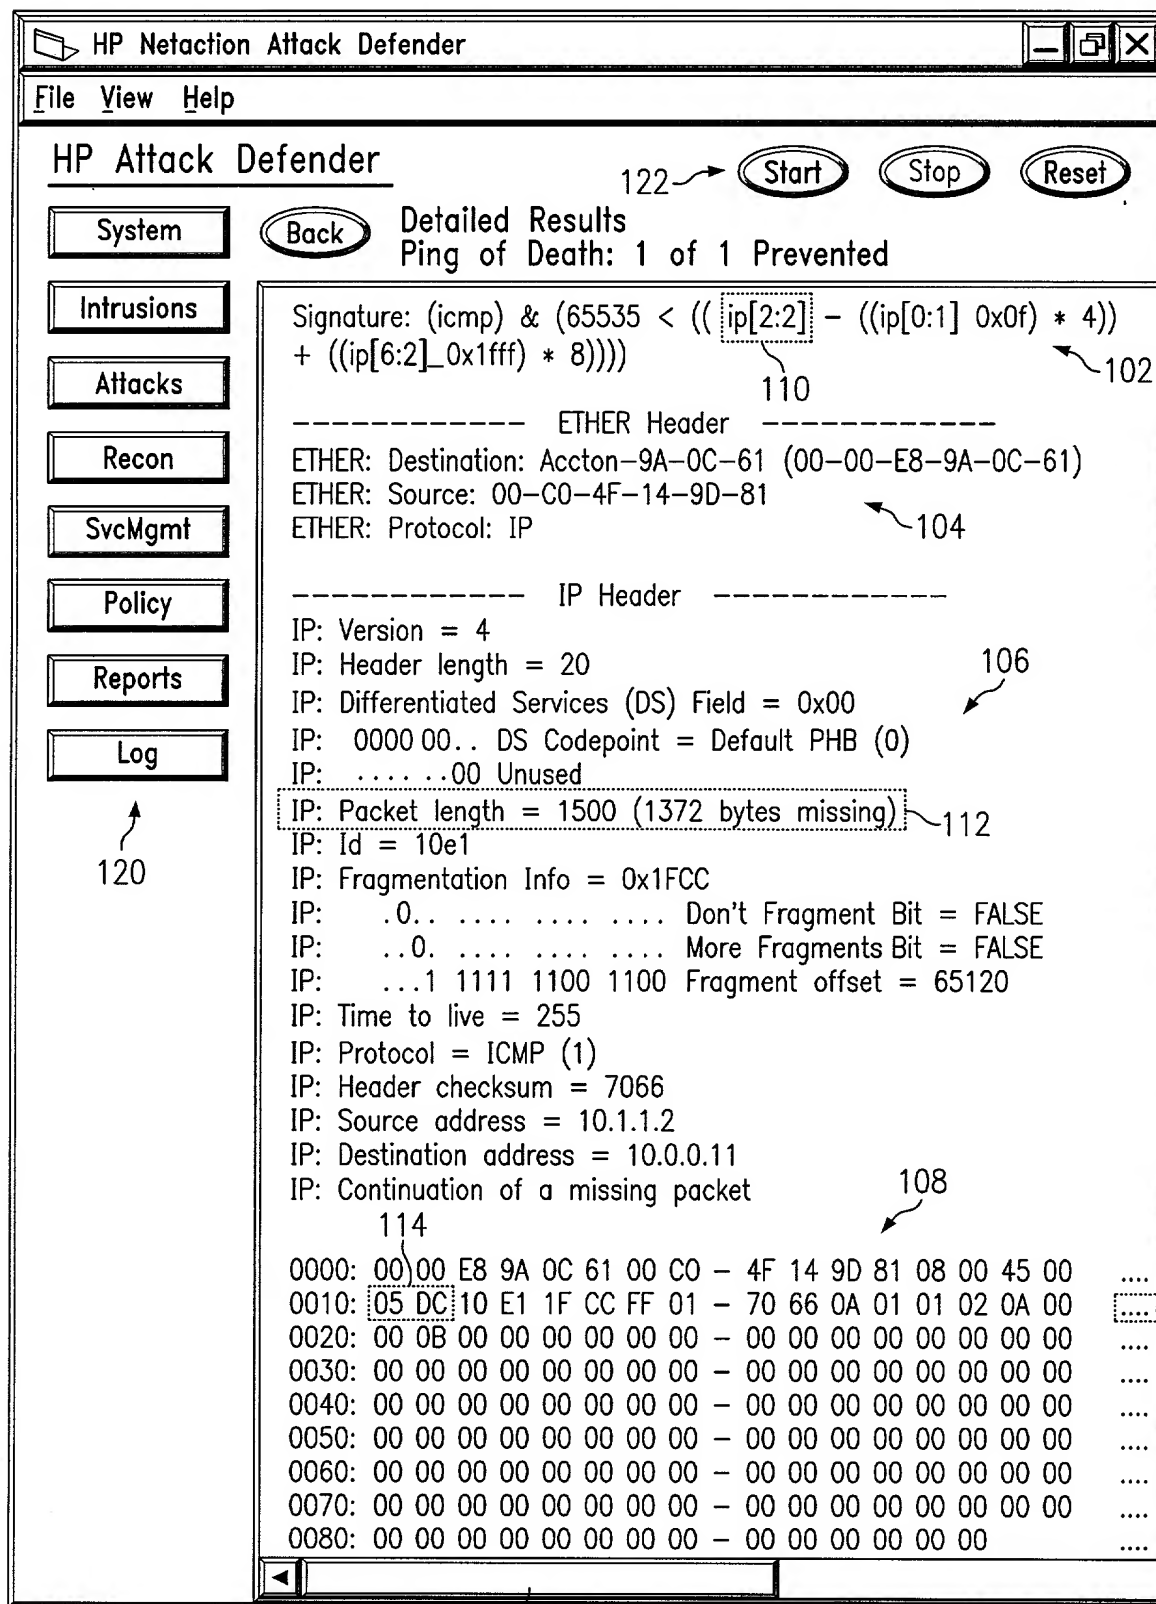 HP Netaction Attack Defender
File View Help
HP Attack Defender
122
Start Stop Reset
System
Intrusions
Attacks
Recon
SvcMgmt
Policy
Reports
Log
120
Back
Detailed Results
Ping of Death: 1 of 1 Prevented
Signature: (icmp) & (65535 < (( ip[2:2] – ((ip[0:1] 0x0f) * 4))
+ ((ip[6:2]_0x1fff) * 8))))
110
102
------------ ETHER Header ------------
ETHER: Destination: Accton–9A–0C–61 (00–00–E8–9A–0C–61)
ETHER: Source: 00–C0–4F–14–9D–81
ETHER: Protocol: IP
104
------------ IP Header ------------
IP: Version = 4
IP: Header length = 20
106
IP: Differentiated Services (DS) Field = 0x00
IP: 0000 00.. DS Codepoint = Default PHB (0)
IP: .... ..00 Unused
IP: Packet length = 1500 (1372 bytes missing)
112
IP: Id = 10e1
IP: Fragmentation Info = 0x1FCC
IP: .0.. .... .... .... Don't Fragment Bit = FALSE
IP: ..0. .... .... .... More Fragments Bit = FALSE
IP: ...1 1111 1100 1100 Fragment offset = 65120
IP: Time to live = 255
IP: Protocol = ICMP (1)
IP: Header checksum = 7066
IP: Source address = 10.1.1.2
IP: Destination address = 10.0.0.11
IP: Continuation of a missing packet
108
114
0000: 00 00 E8 9A 0C 61 00 C0 – 4F 14 9D 81 08 00 45 00 ....
0010: 05 DC 10 E1 1F CC FF 01 – 70 66 0A 01 01 02 0A 00 ....
0020: 00 0B 00 00 00 00 00 00 – 00 00 00 00 00 00 00 00 ....
0030: 00 00 00 00 00 00 00 00 – 00 00 00 00 00 00 00 00 ....
0040: 00 00 00 00 00 00 00 00 – 00 00 00 00 00 00 00 00 ....
0050: 00 00 00 00 00 00 00 00 – 00 00 00 00 00 00 00 00 ....
0060: 00 00 00 00 00 00 00 00 – 00 00 00 00 00 00 00 00 ....
0070: 00 00 00 00 00 00 00 00 – 00 00 00 00 00 00 00 00 ....
0080: 00 00 00 00 00 00 00 00 – 00 00 00 00 00 00 ....